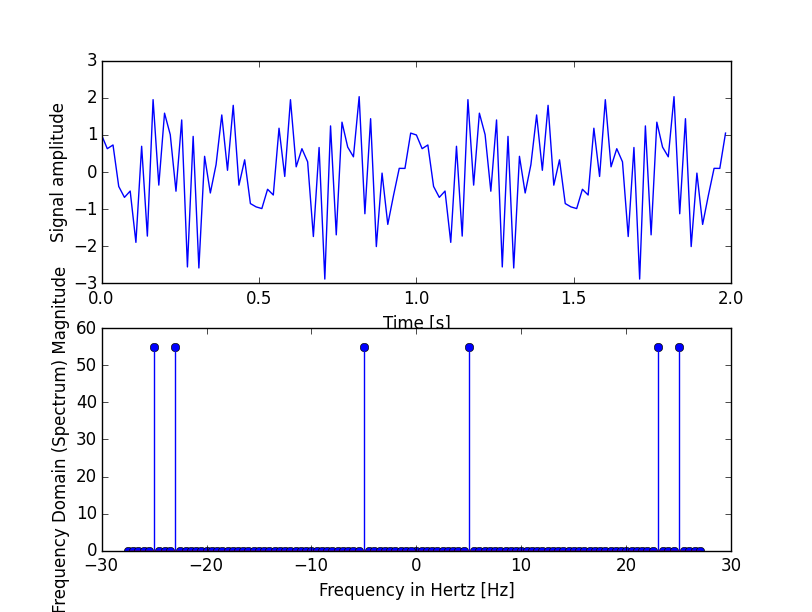 Signal amplitude
3
2
1
0
−1
−2
−3
0.0 0.5 1.0 1.5 2.0
Time [s]
Frequency Domain (Spectrum) Magnitude
60
50
40
30
20
10
0
−30 −20 −10 0 10 20 30
Frequency in Hertz [Hz]